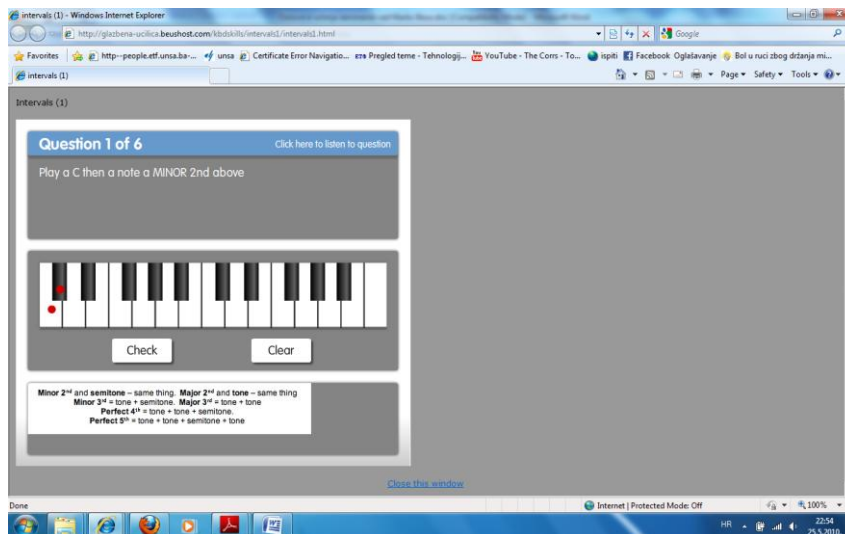 intervals (1) - Windows Internet Explorer
http://glazbena-ucilica.beushost.com/kbdskills/intervals1/intervals1.html
Google
Favorites http--people.etf.unsa.ba-... unsa Certificate Error Navigatio... Pregled teme - Tehnologij... YouTube - The Corrs - To... ispiti Facebook Oglašavanje Bol u ruci zbog držanja mi...
intervals (1) Page Safety Tools
Intervals (1)
Question 1 of 6 Click here to listen to question
Play a C then a note a MINOR 2nd above
Check Clear
Minor 2nd and semitone – same thing. Major 2nd and tone – same thing
Minor 3rd = tone + semitone. Major 3rd = tone + tone
Perfect 4th = tone + tone + semitone.
Perfect 5th = tone + tone + semitone + tone
Close this window
Done Internet | Protected Mode: Off 100%
HR 22:54
25.5.2010